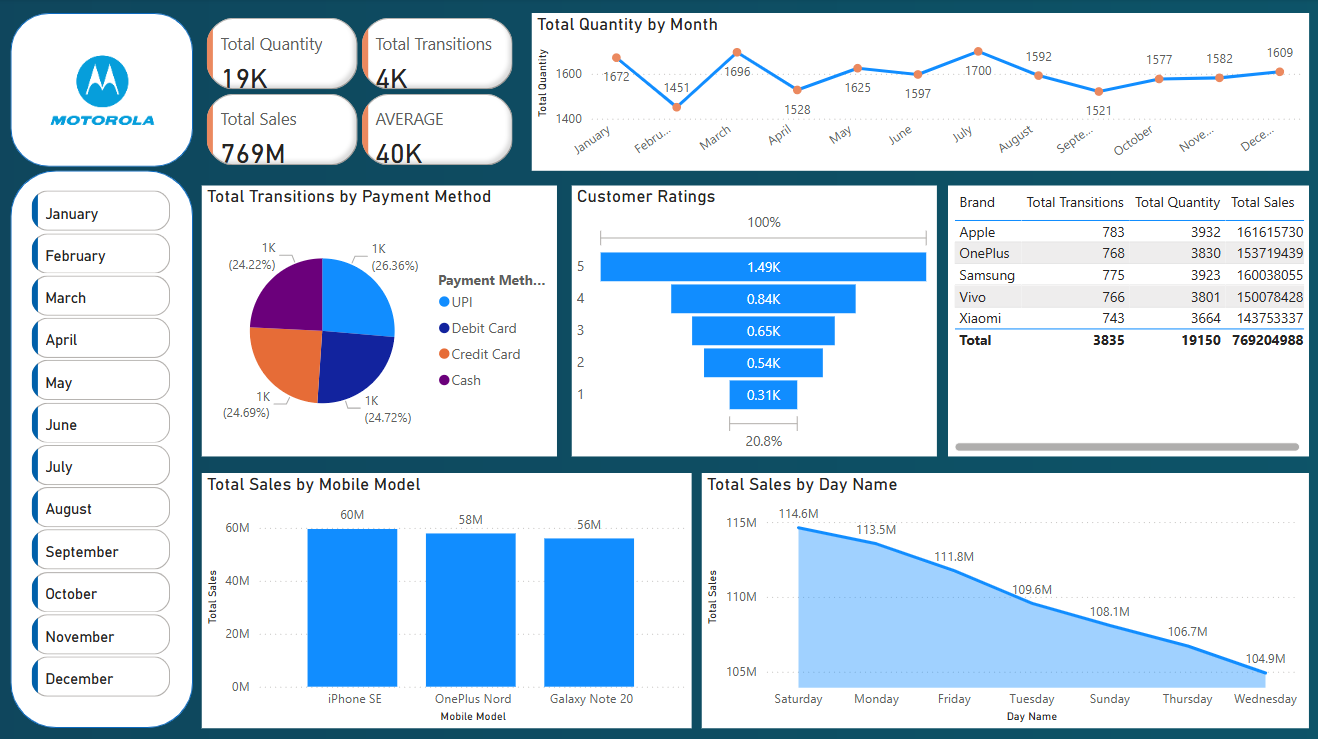 MOTOROLA
Total Quantity
19K
Total Transitions
4K
Total Sales
769M
AVERAGE
40K
January
February
March
April
May
June
July
August
September
October
November
December
Total Quantity by Month
Total Quantity
1600
1400
1672
1451
1696
1528
1625
1597
1700
1592
1521
1577
1582
1609
January
Febru...
March
April
May
June
July
August
Septe...
October
Nove...
Dece...
Total Transitions by Payment Method
1K
(24.22%)
1K
(26.36%)
1K
(24.69%)
1K
(24.72%)
Payment Meth...
UPI
Debit Card
Credit Card
Cash
Customer Ratings
100%
5 1.49K
4 0.84K
3 0.65K
2 0.54K
1 0.31K
20.8%
Brand Total Transitions Total Quantity Total Sales
Apple 783 3932 161615730
OnePlus 768 3830 153719439
Samsung 775 3923 160038055
Vivo 766 3801 150078428
Xiaomi 743 3664 143753337
Total 3835 19150 769204988
Total Sales by Mobile Model
Total Sales
60M
40M
20M
0M
60M
58M
56M
iPhone SE
OnePlus Nord
Galaxy Note 20
Mobile Model
Total Sales by Day Name
Total Sales
115M
110M
105M
114.6M
113.5M
111.8M
109.6M
108.1M
106.7M
104.9M
Saturday
Monday
Friday
Tuesday
Sunday
Thursday
Wednesday
Day Name